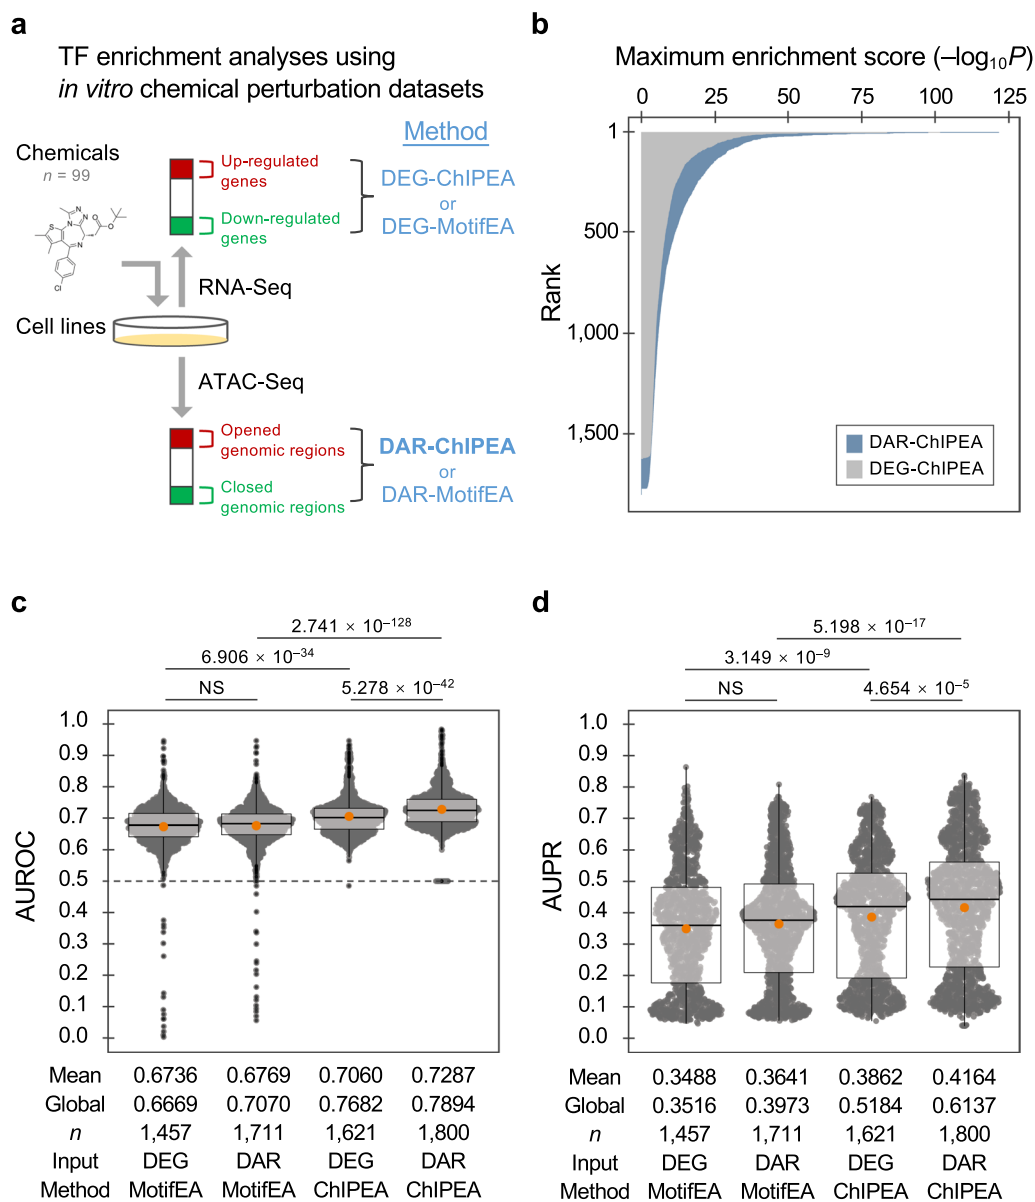 a
TF enrichment analyses using
in vitro chemical perturbation datasets
Method
Chemicals
n = 99
Up-regulated
genes
Down-regulated
genes
DEG-ChIPEA
or
DEG-MotifEA
RNA-Seq
Cell lines
ATAC-Seq
Opened
genomic regions
Closed
genomic regions
DAR-ChIPEA
or
DAR-MotifEA
N
N
N
N
S
O
O
Cl
b
Maximum enrichment score (–log₁₀P)
0 25 50 75 100 125
Rank
1
500
1,000
1,500
DAR-ChIPEA
DEG-ChIPEA
c
2.741 × 10⁻¹²⁸
6.906 × 10⁻³⁴
NS 5.278 × 10⁻⁴²
AUROC
1.0
0.9
0.8
0.7
0.6
0.5
0.4
0.3
0.2
0.1
0.0
Mean 0.6736 0.6769 0.7060 0.7287
Global 0.6669 0.7070 0.7682 0.7894
n 1,457 1,711 1,621 1,800
Input DEG DAR DEG DAR
Method MotifEA MotifEA ChIPEA ChIPEA
d
5.198 × 10⁻¹⁷
3.149 × 10⁻⁹
NS 4.654 × 10⁻⁵
AUPR
1.0
0.9
0.8
0.7
0.6
0.5
0.4
0.3
0.2
0.1
0.0
Mean 0.3488 0.3641 0.3862 0.4164
Global 0.3516 0.3973 0.5184 0.6137
n 1,457 1,711 1,621 1,800
Input DEG DAR DEG DAR
Method MotifEA MotifEA ChIPEA ChIPEA